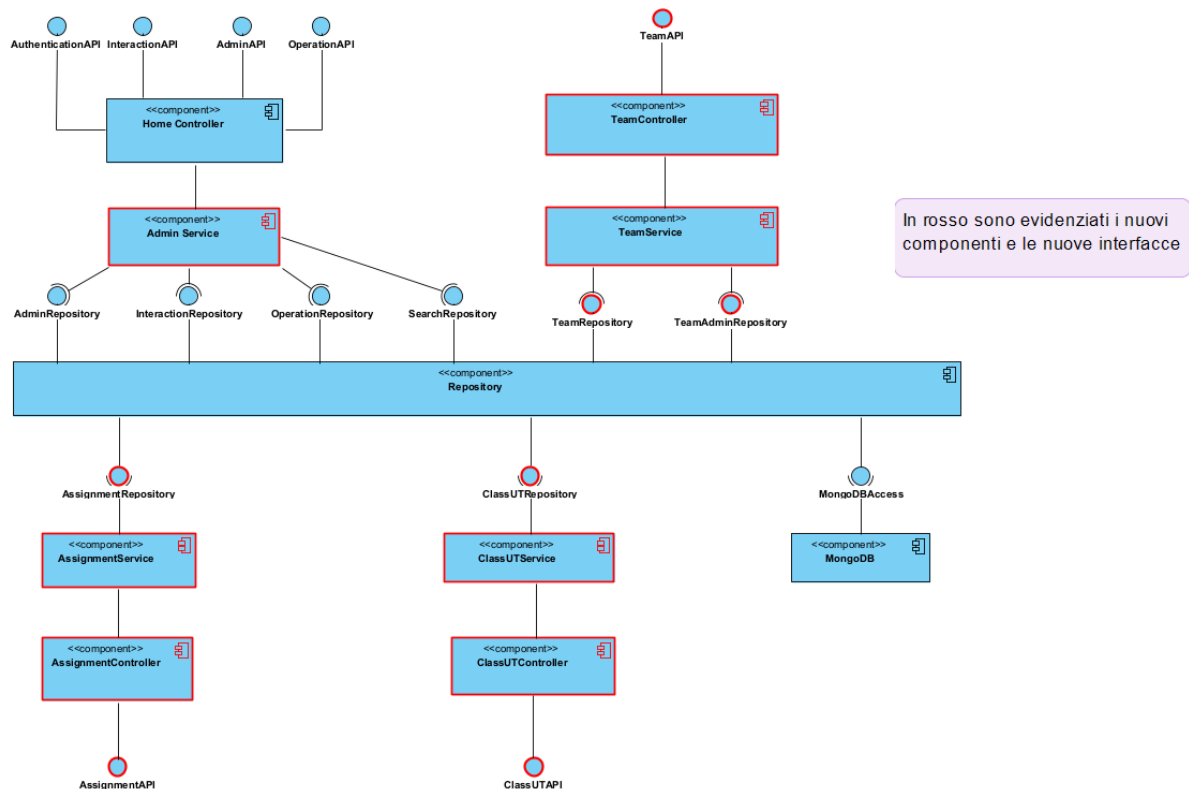 AuthenticationAPI
InteractionAPI
AdminAPI
OperationAPI
TeamAPI
<<component>>
Home Controller
<<component>>
TeamController
<<component>>
Admin Service
<<component>>
TeamService
In rosso sono evidenziati i nuovi
componenti e le nuove interfacce
AdminRepository
InteractionRepository
OperationRepository
SearchRepository
TeamRepository
TeamAdminRepository
<<component>>
Repository
AssignmentRepository
ClassUTRepository
MongoDBAccess
<<component>>
AssignmentService
<<component>>
ClassUTService
<<component>>
MongoDB
<<component>>
AssignmentController
<<component>>
ClassUTController
AssignmentAPI
ClassUTAPI